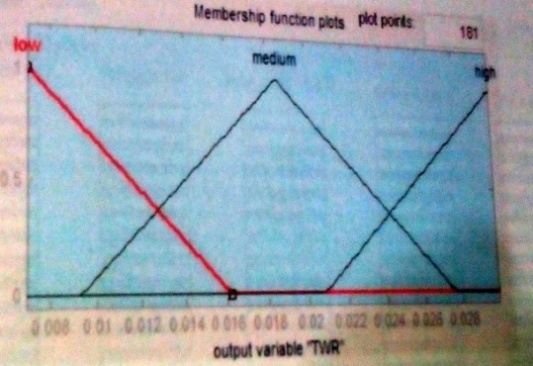 Membership function plots plot points: 181
low medium high
1
0.5
0
0.008 0.01 0.012 0.014 0.016 0.018 0.02 0.022 0.024 0.026 0.028
output variable "TWR"